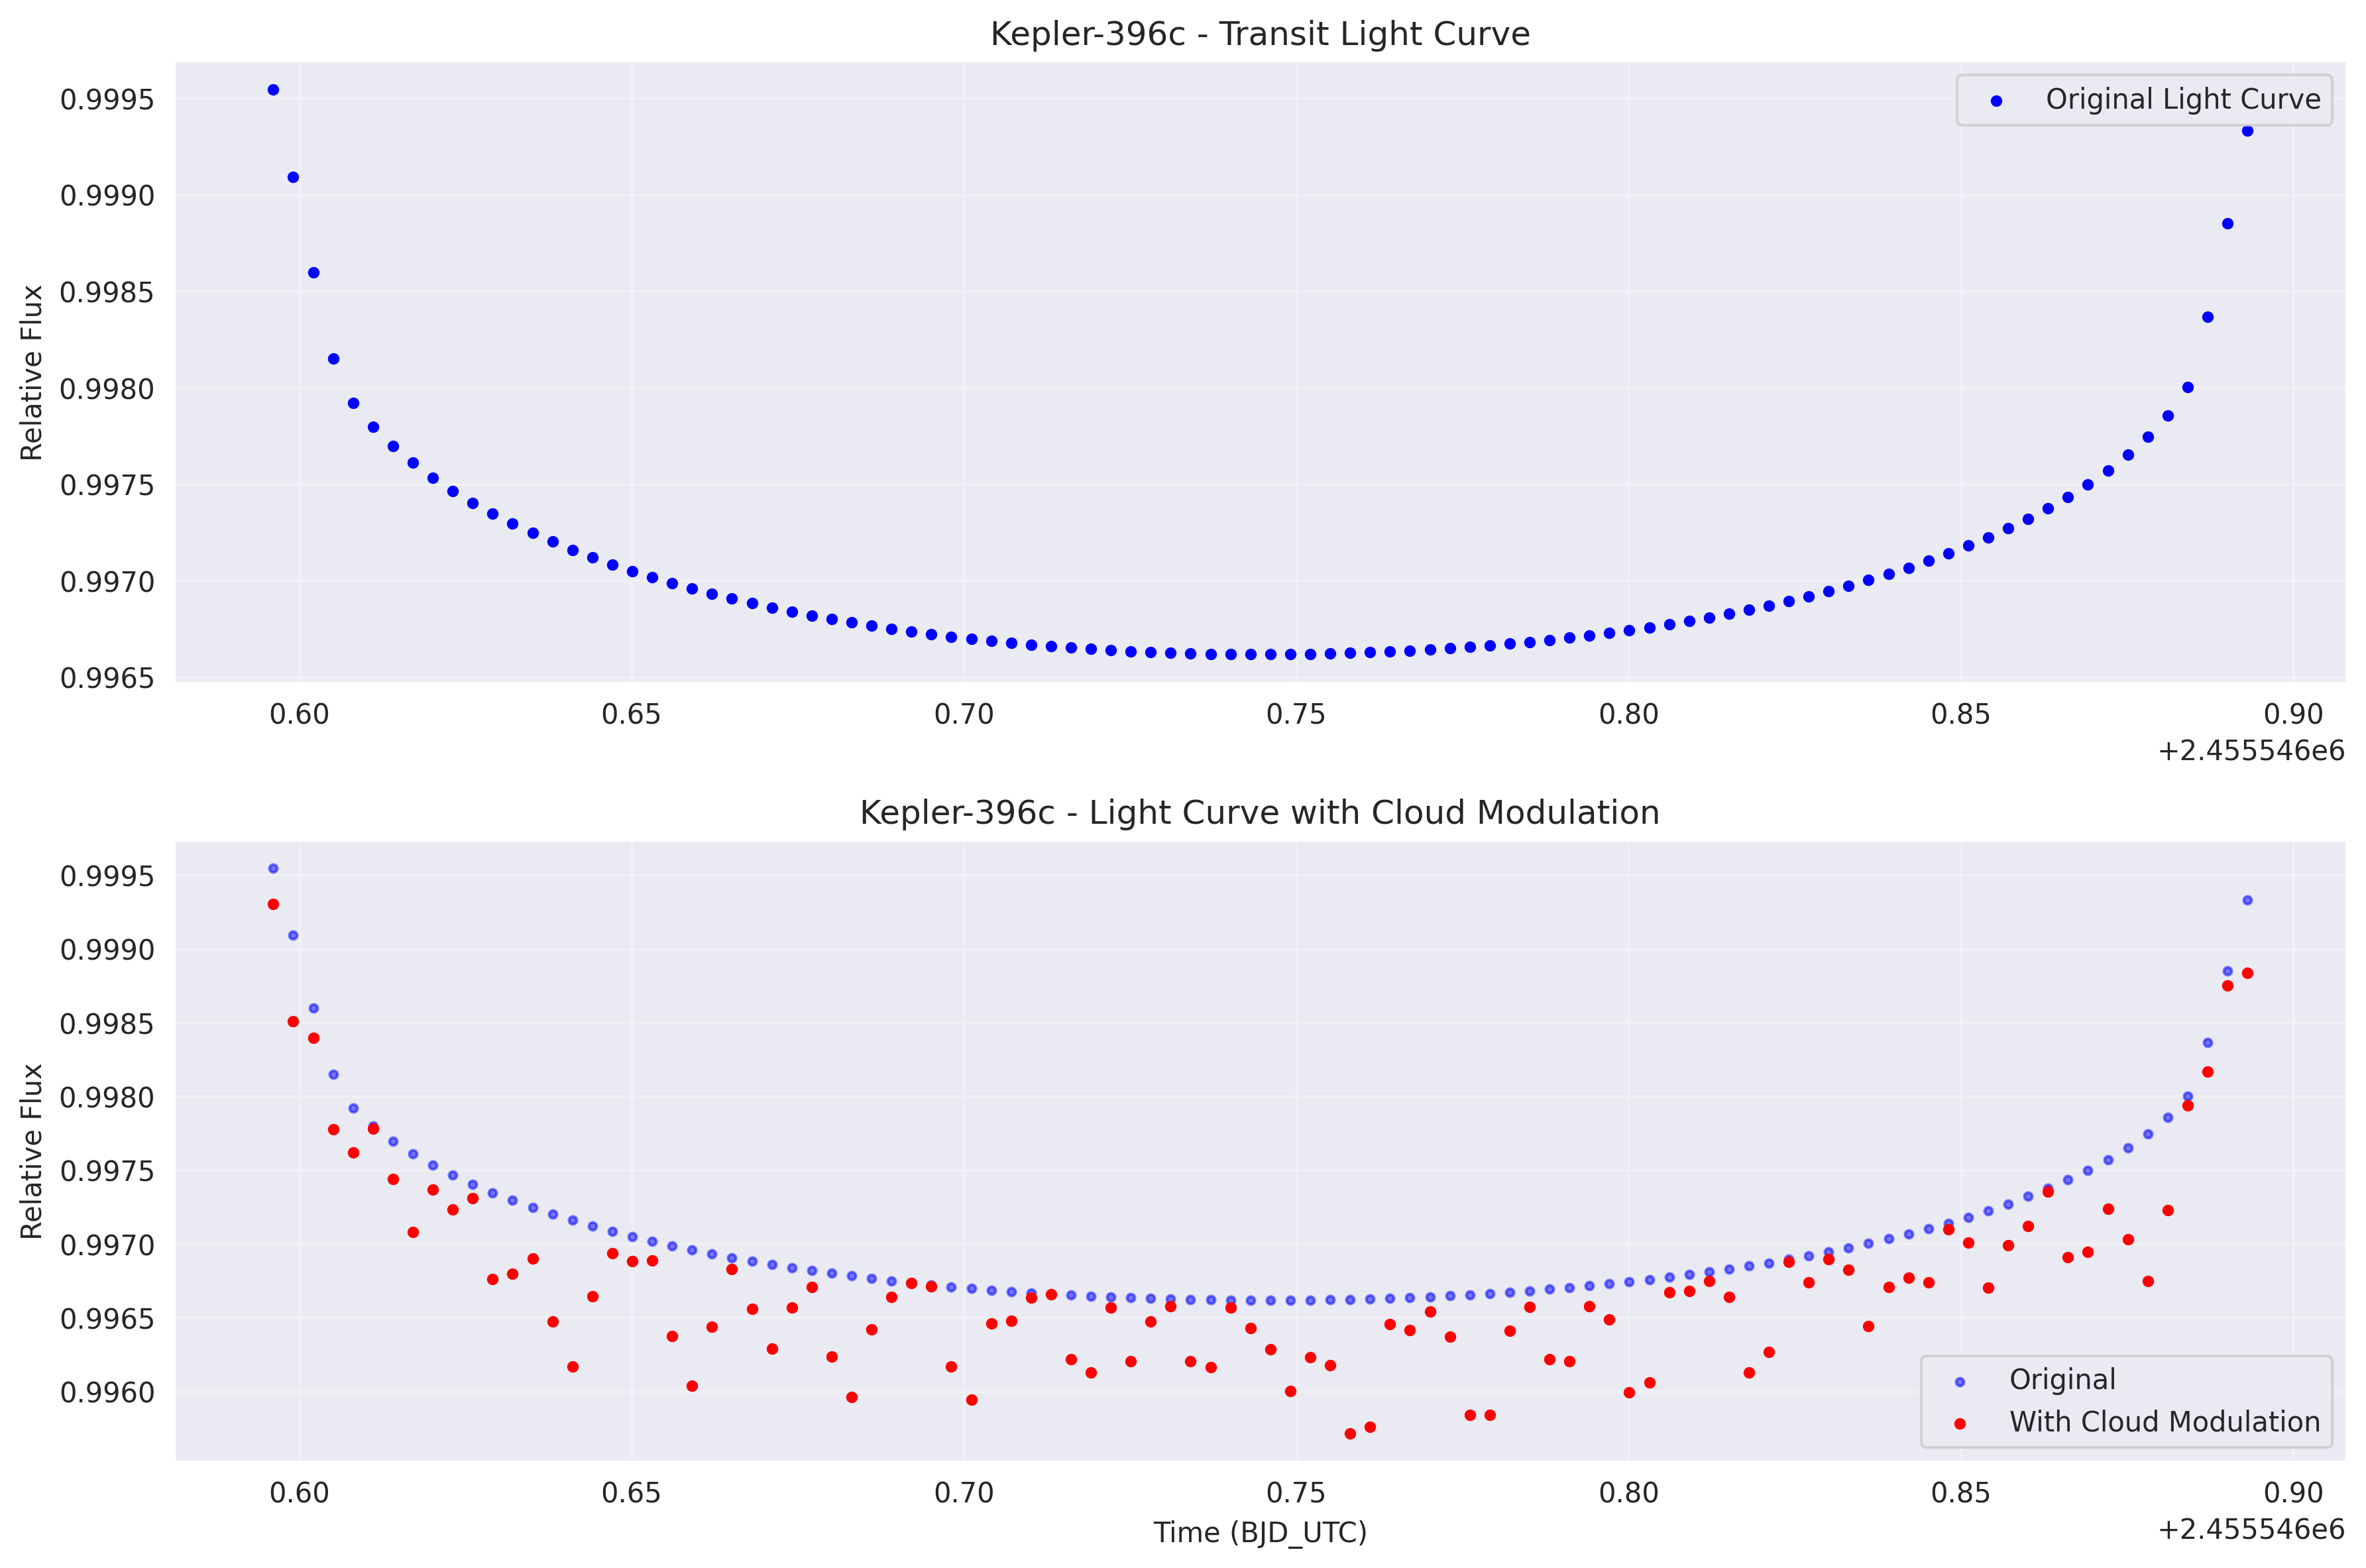 Kepler-396c - Transit Light Curve
Relative Flux
0.9995
0.9990
0.9985
0.9980
0.9975
0.9970
0.9965
Original Light Curve
0.60 0.65 0.70 0.75 0.80 0.85 0.90
+2.455546e6
Kepler-396c - Light Curve with Cloud Modulation
Relative Flux
0.9995
0.9990
0.9985
0.9980
0.9975
0.9970
0.9965
0.9960
Original
With Cloud Modulation
0.60 0.65 0.70 0.75 0.80 0.85 0.90
Time (BJD_UTC)
+2.455546e6